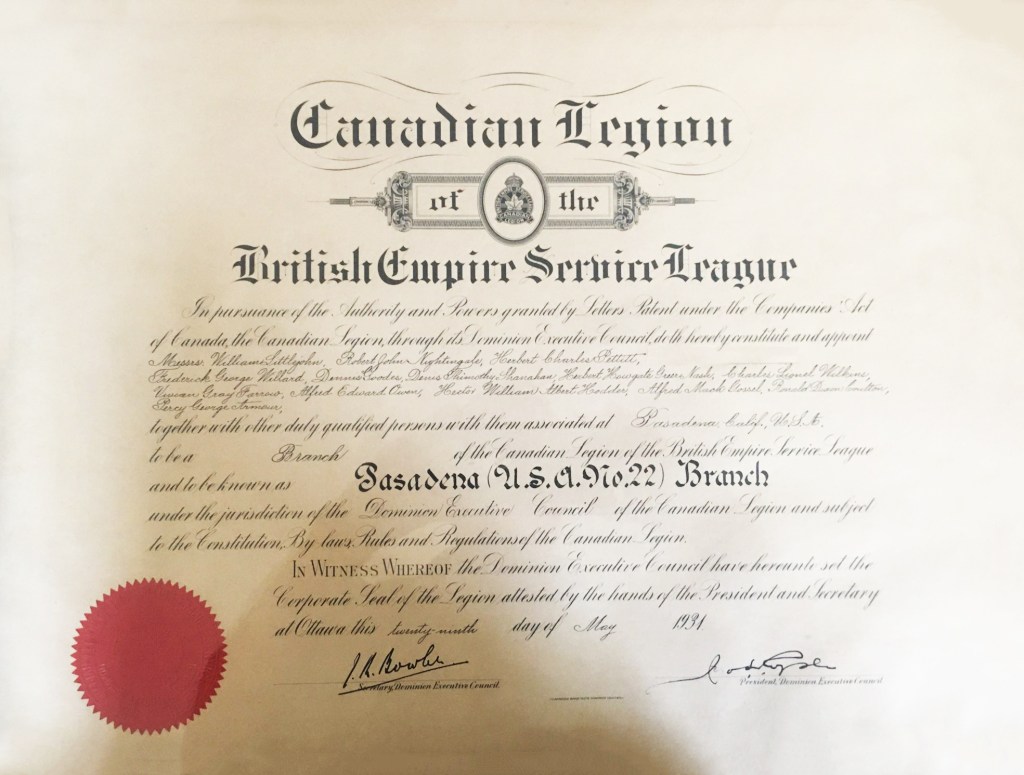 Canadian Legion
of the
British Empire Service League
In pursuance of the Authority and Powers granted by Letters Patent under the Companies' Act
of Canada, the Canadian Legion, through its Dominion Executive Council, doth hereby constitute and appoint
Messrs William Littlejohn, Robert John Nightingale, Herbert Charles
Frederick George Willard, Dennis Coodes, Denis Thimothy Shanahan, Herbert Howgate Nash, Charles Lionel Wilkins,
Vivian Gray Farrow, Alfred Edward Owen, Hector William Albert Hodder, Alfred Mack
Percy George Armour,
together with other duly qualified persons with them associated at Pasadena, Calif., U.S.A.
to be a Branch of the Canadian Legion of the British Empire Service League
and to be known as Pasadena (U.S.A. No. 22) Branch
under the jurisdiction of the Dominion Executive Council of the Canadian Legion and subject
to the Constitution, By-laws, Rules and Regulations of the Canadian Legion.
In Witness Whereof the Dominion Executive Council have hereunto set the
Corporate Seal of the Legion attested by the hands of the President and Secretary
at Ottawa this twenty-ninth day of May 1931
J. R. Bowler
Secretary, Dominion Executive Council
President, Dominion Executive Council